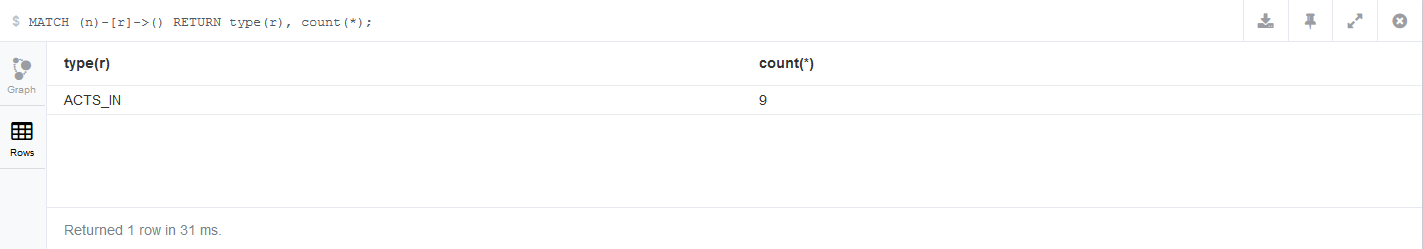 $ MATCH (n)-[r]->() RETURN type(r), count(*);
Graph
Rows
type(r) count(*)
ACTS_IN 9
Returned 1 row in 31 ms.